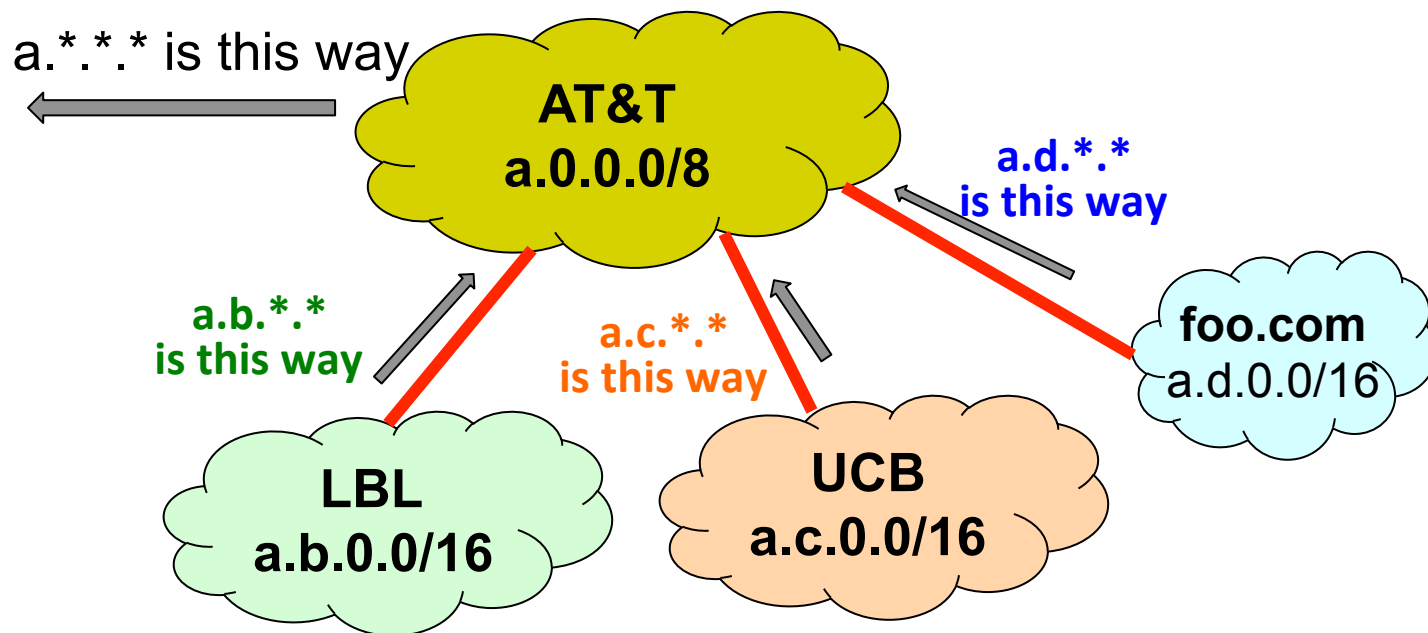 a.*.*.* is this way
AT&T
a.0.0.0/8
a.d.*.*
is this way
a.b.*.*
is this way
a.c.*.*
is this way
foo.com
a.d.0.0/16
LBL
a.b.0.0/16
UCB
a.c.0.0/16